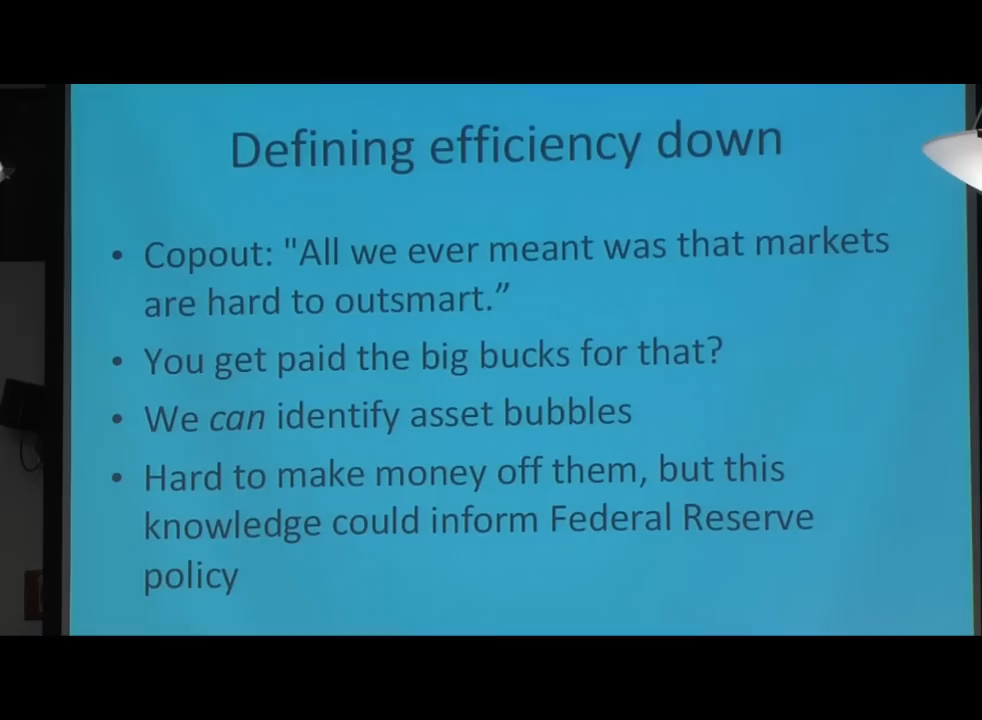 Defining efficiency down
• Copout: "All we ever meant was that markets
are hard to outsmart.”
• You get paid the big bucks for that?
• We can identify asset bubbles
• Hard to make money off them, but this
knowledge could inform Federal Reserve
policy